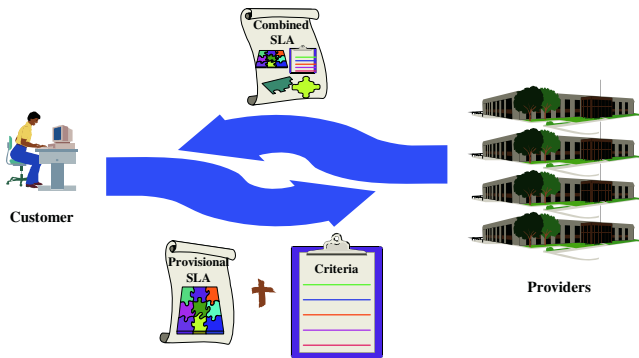 Combined
SLA
Customer
Provisional
SLA
Criteria
Providers